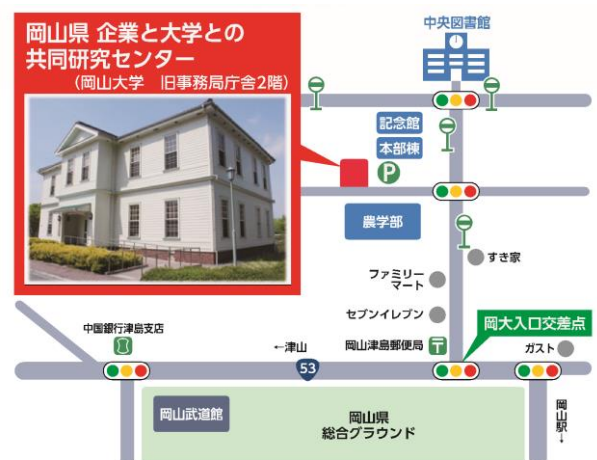 岡山県 企業と大学との
共同研究センター
(岡山大学　旧事務局庁舎2階)
中央図書館
記念館
本部棟
P
農学部
すき家
ファミリー
マート
セブンイレブン
岡大入口交差点
中国銀行津島支店
←津山
53
岡山津島郵便局
ガスト
岡山武道館
岡山県
総合グラウンド
岡山駅→